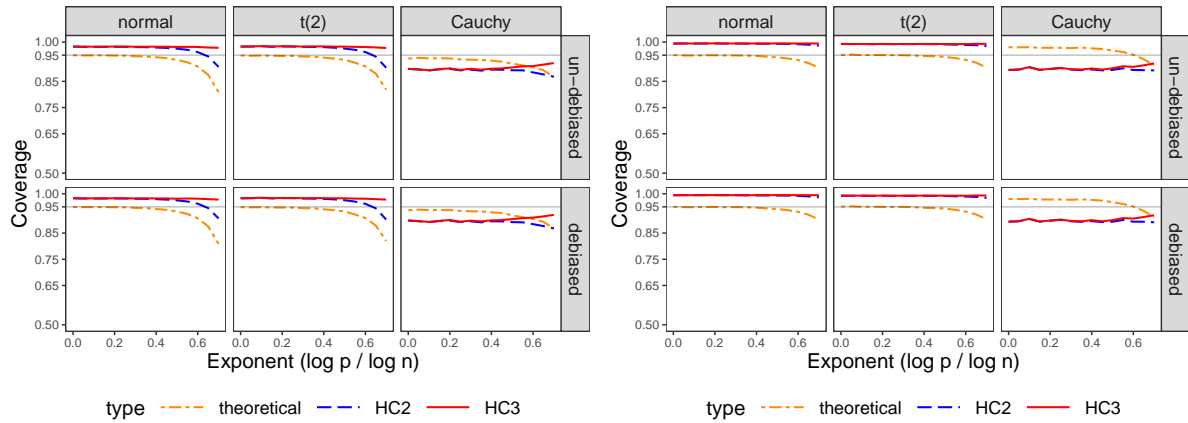 normal t(2) Cauchy
1.00
0.95
0.85
0.75
0.65
0.50
un-debiased
Coverage
1.00
0.95
0.85
0.75
0.65
0.50
debiased
0.0 0.2 0.4 0.6 0.0 0.2 0.4 0.6 0.0 0.2 0.4 0.6
Exponent (log p / log n)
type theoretical HC2 HC3
normal t(2) Cauchy
1.00
0.95
0.85
0.75
0.65
0.50
un-debiased
Coverage
1.00
0.95
0.85
0.75
0.65
0.50
debiased
0.0 0.2 0.4 0.6 0.0 0.2 0.4 0.6 0.0 0.2 0.4 0.6
Exponent (log p / log n)
type theoretical HC2 HC3